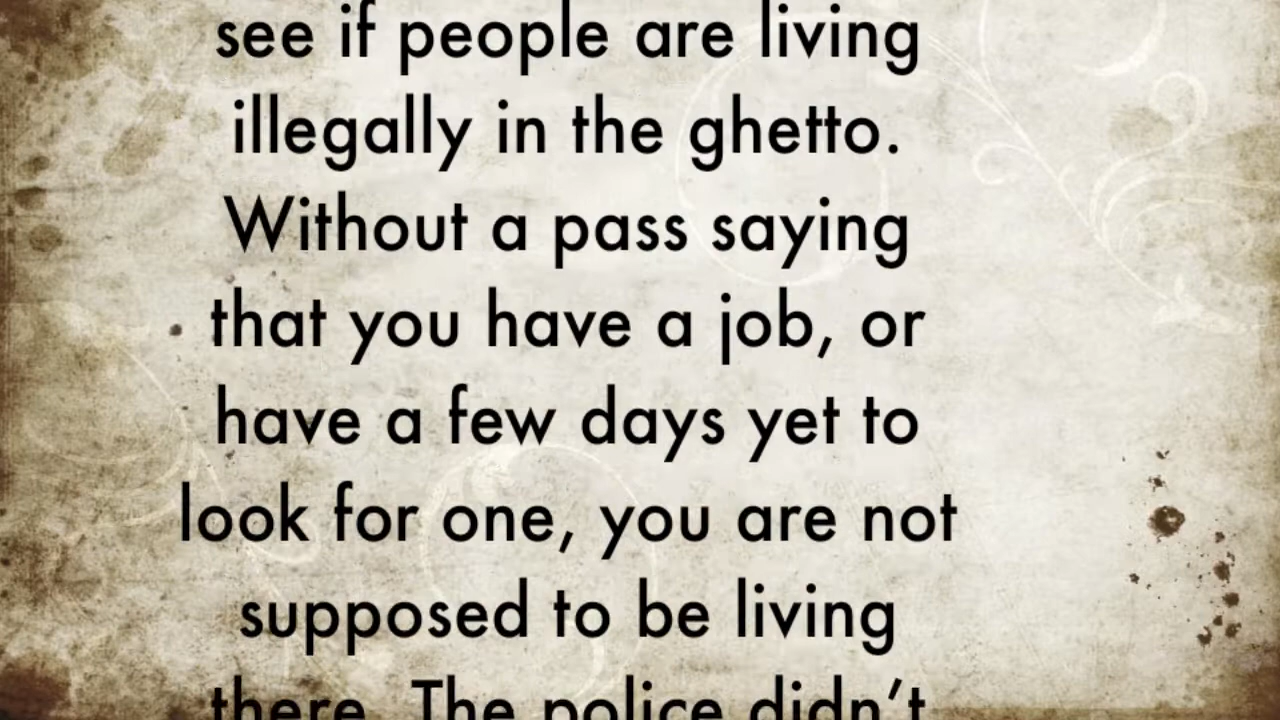 see if people are living
illegally in the ghetto.
Without a pass saying
that you have a job, or
have a few days yet to
look for one, you are not
supposed to be living
there. The police didn’t